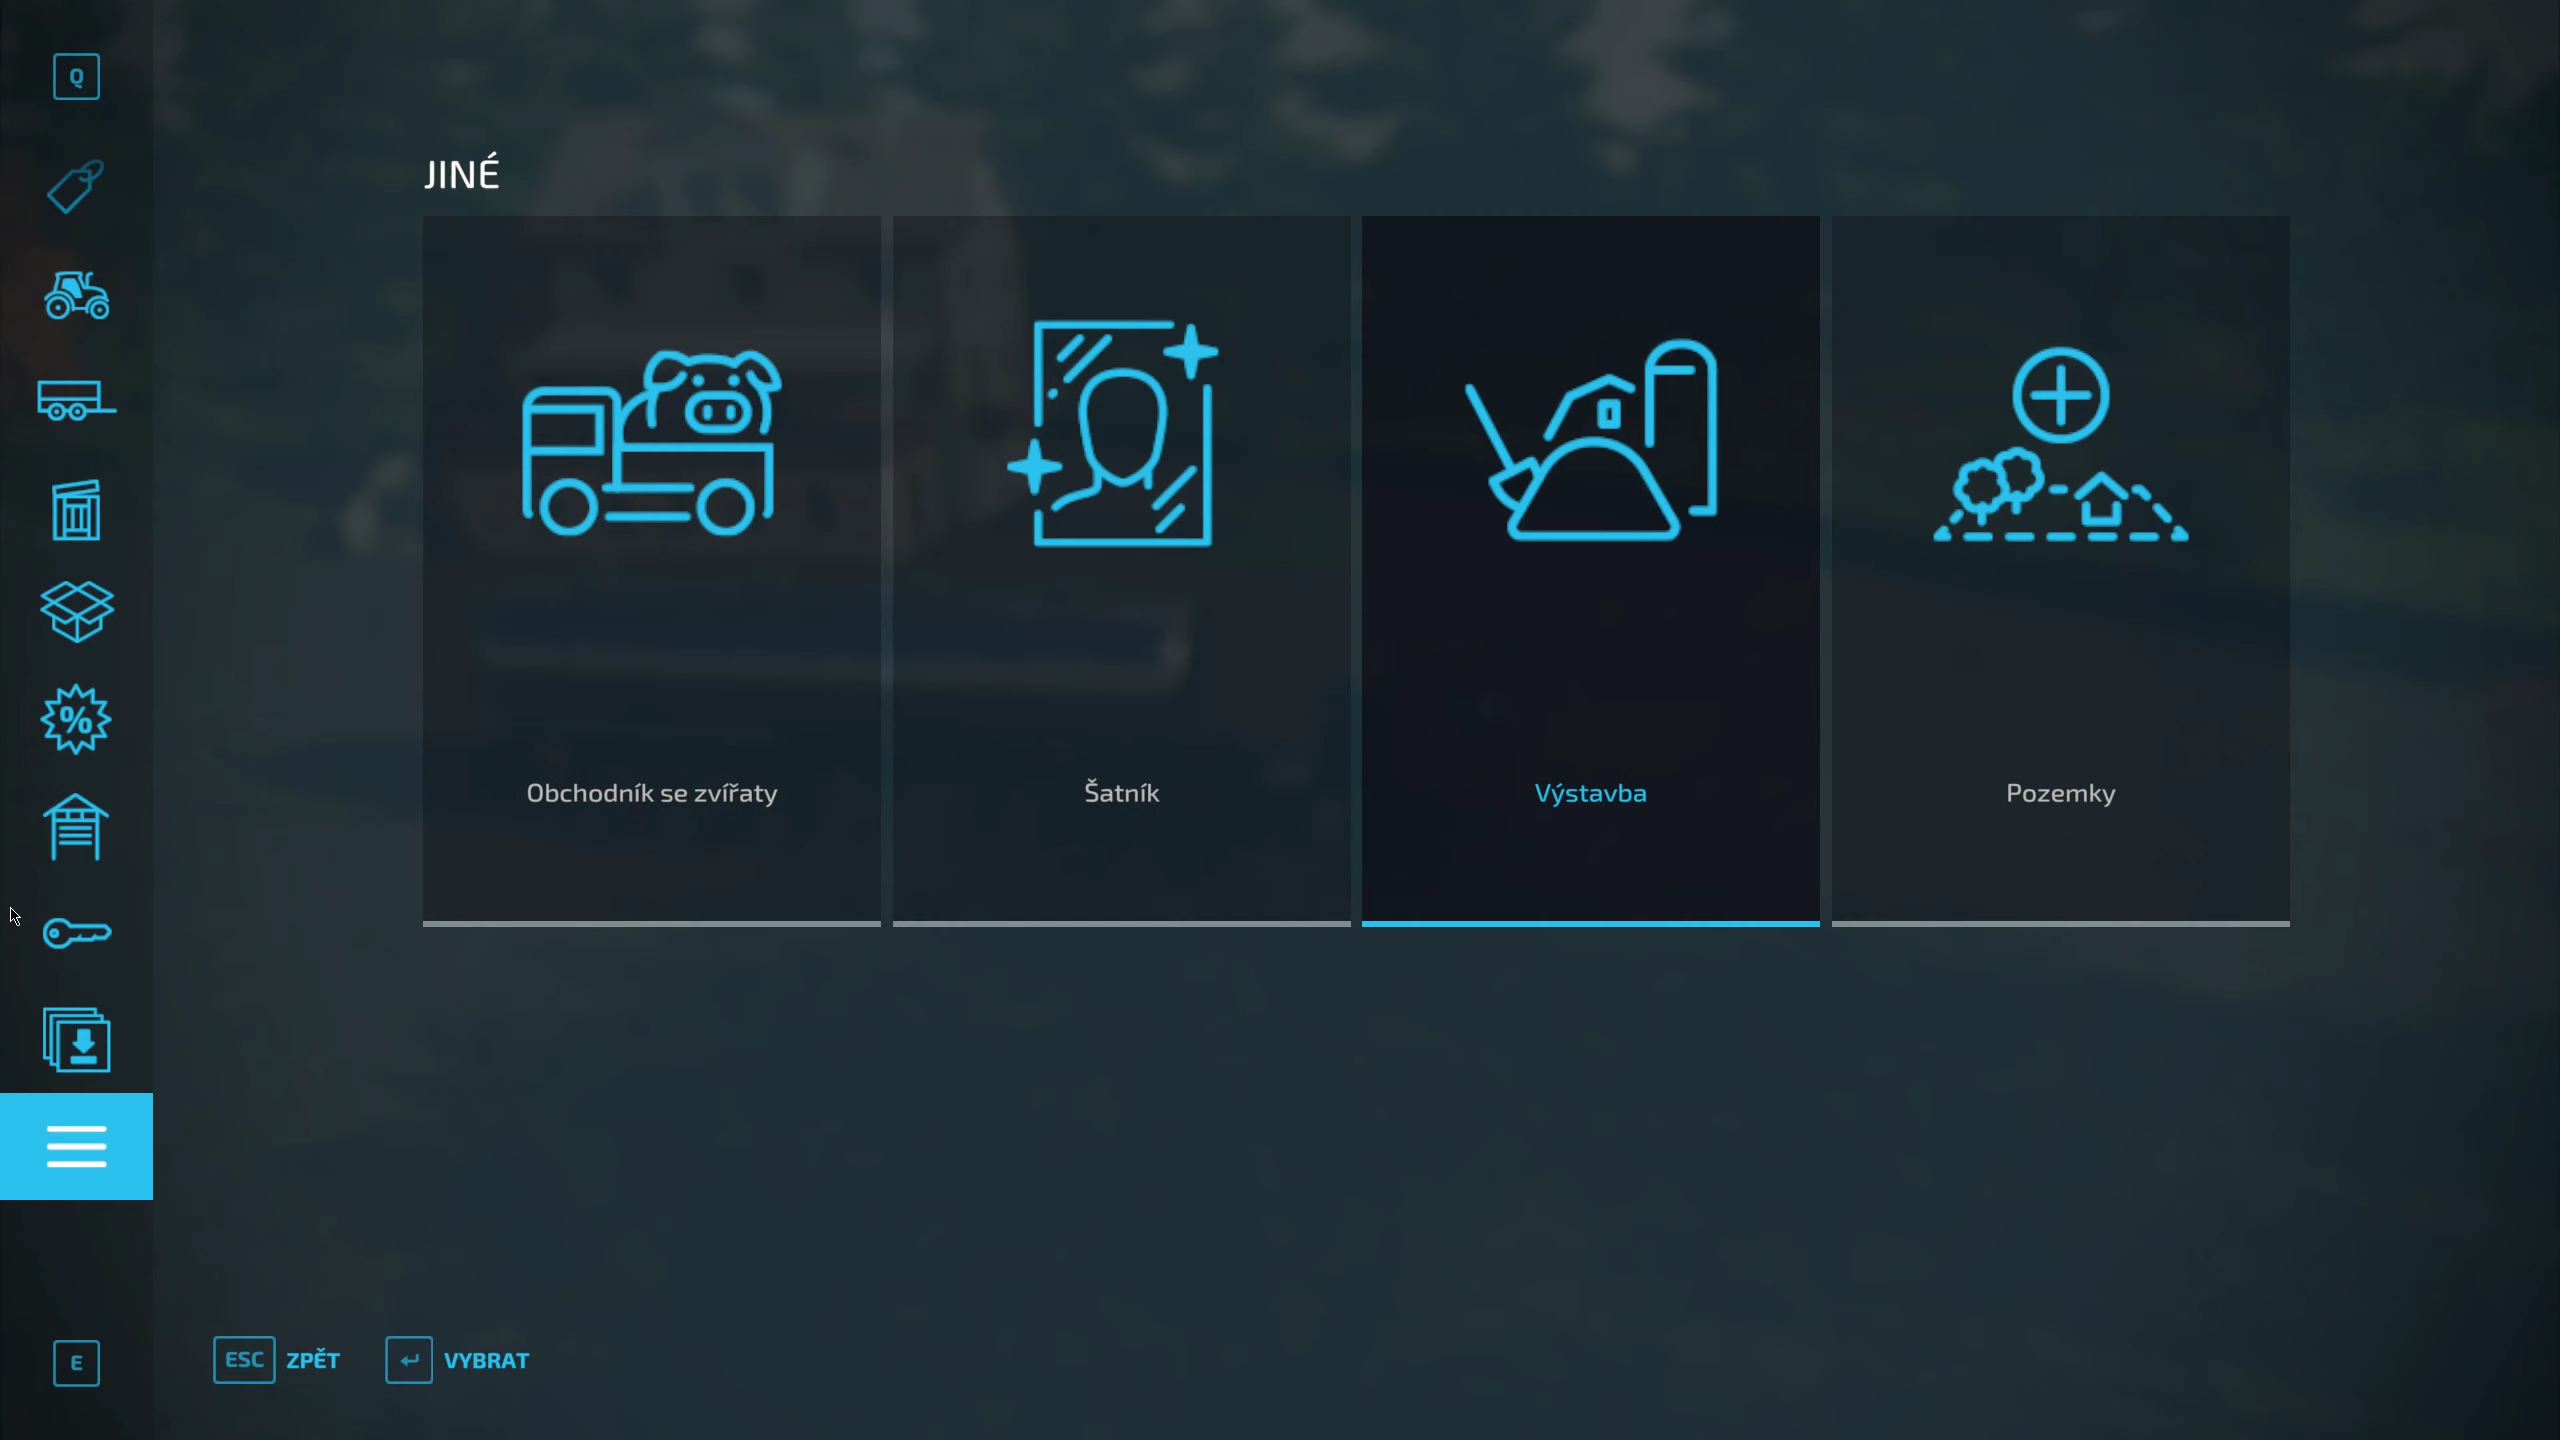 Q
JINÉ
%
Obchodník se zvířaty
Šatník
Výstavba
Pozemky
E
ESC ZPĚT
VYBRAT